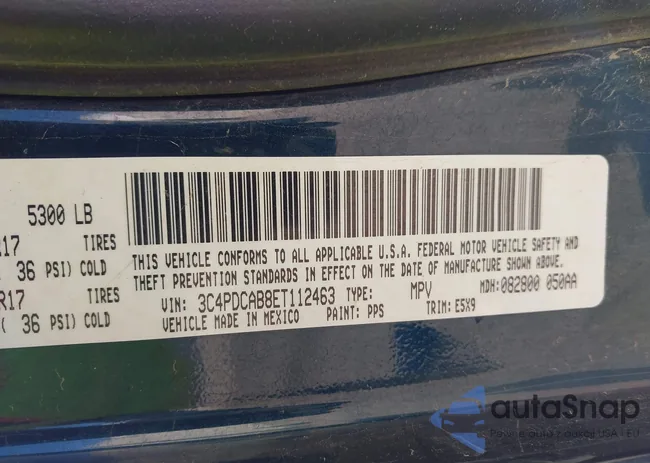 5300 LB
R17 TIRES
( 36 PSI) COLD
R17 TIRES
( 36 PSI) COLD
THIS VEHICLE CONFORMS TO ALL APPLICABLE U.S.A. FEDERAL MOTOR VEHICLE SAFETY AND
THEFT PREVENTION STANDARDS IN EFFECT ON THE DATE OF MANUFACTURE SHOWN ABOVE.
VIN: 3C4PDCAB8ET112463 TYPE: MPV MDH:082800 050AA
VEHICLE MADE IN MEXICO PAINT: PPS TRIM: E5X9
autoSnap